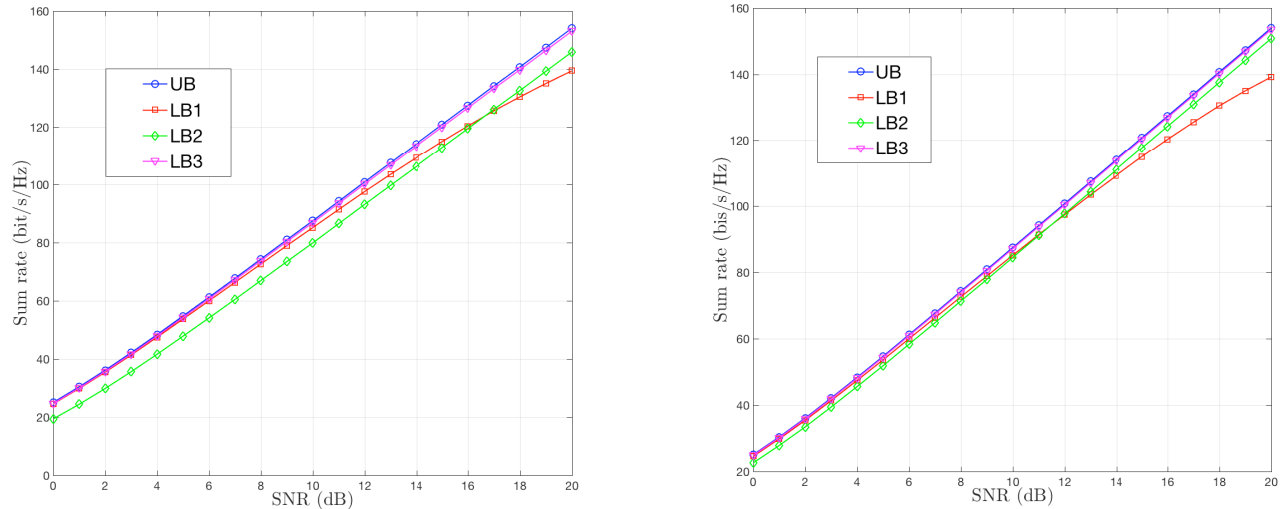 160
140
120
100
80
60
40
20
0
Sum rate (bit/s/Hz)
UB
LB1
LB2
LB3
0 2 4 6 8 10 12 14 16 18 20
SNR (dB)
160
140
120
100
80
60
40
20
Sum rate (bis/s/Hz)
UB
LB1
LB2
LB3
0 2 4 6 8 10 12 14 16 18 20
SNR (dB)